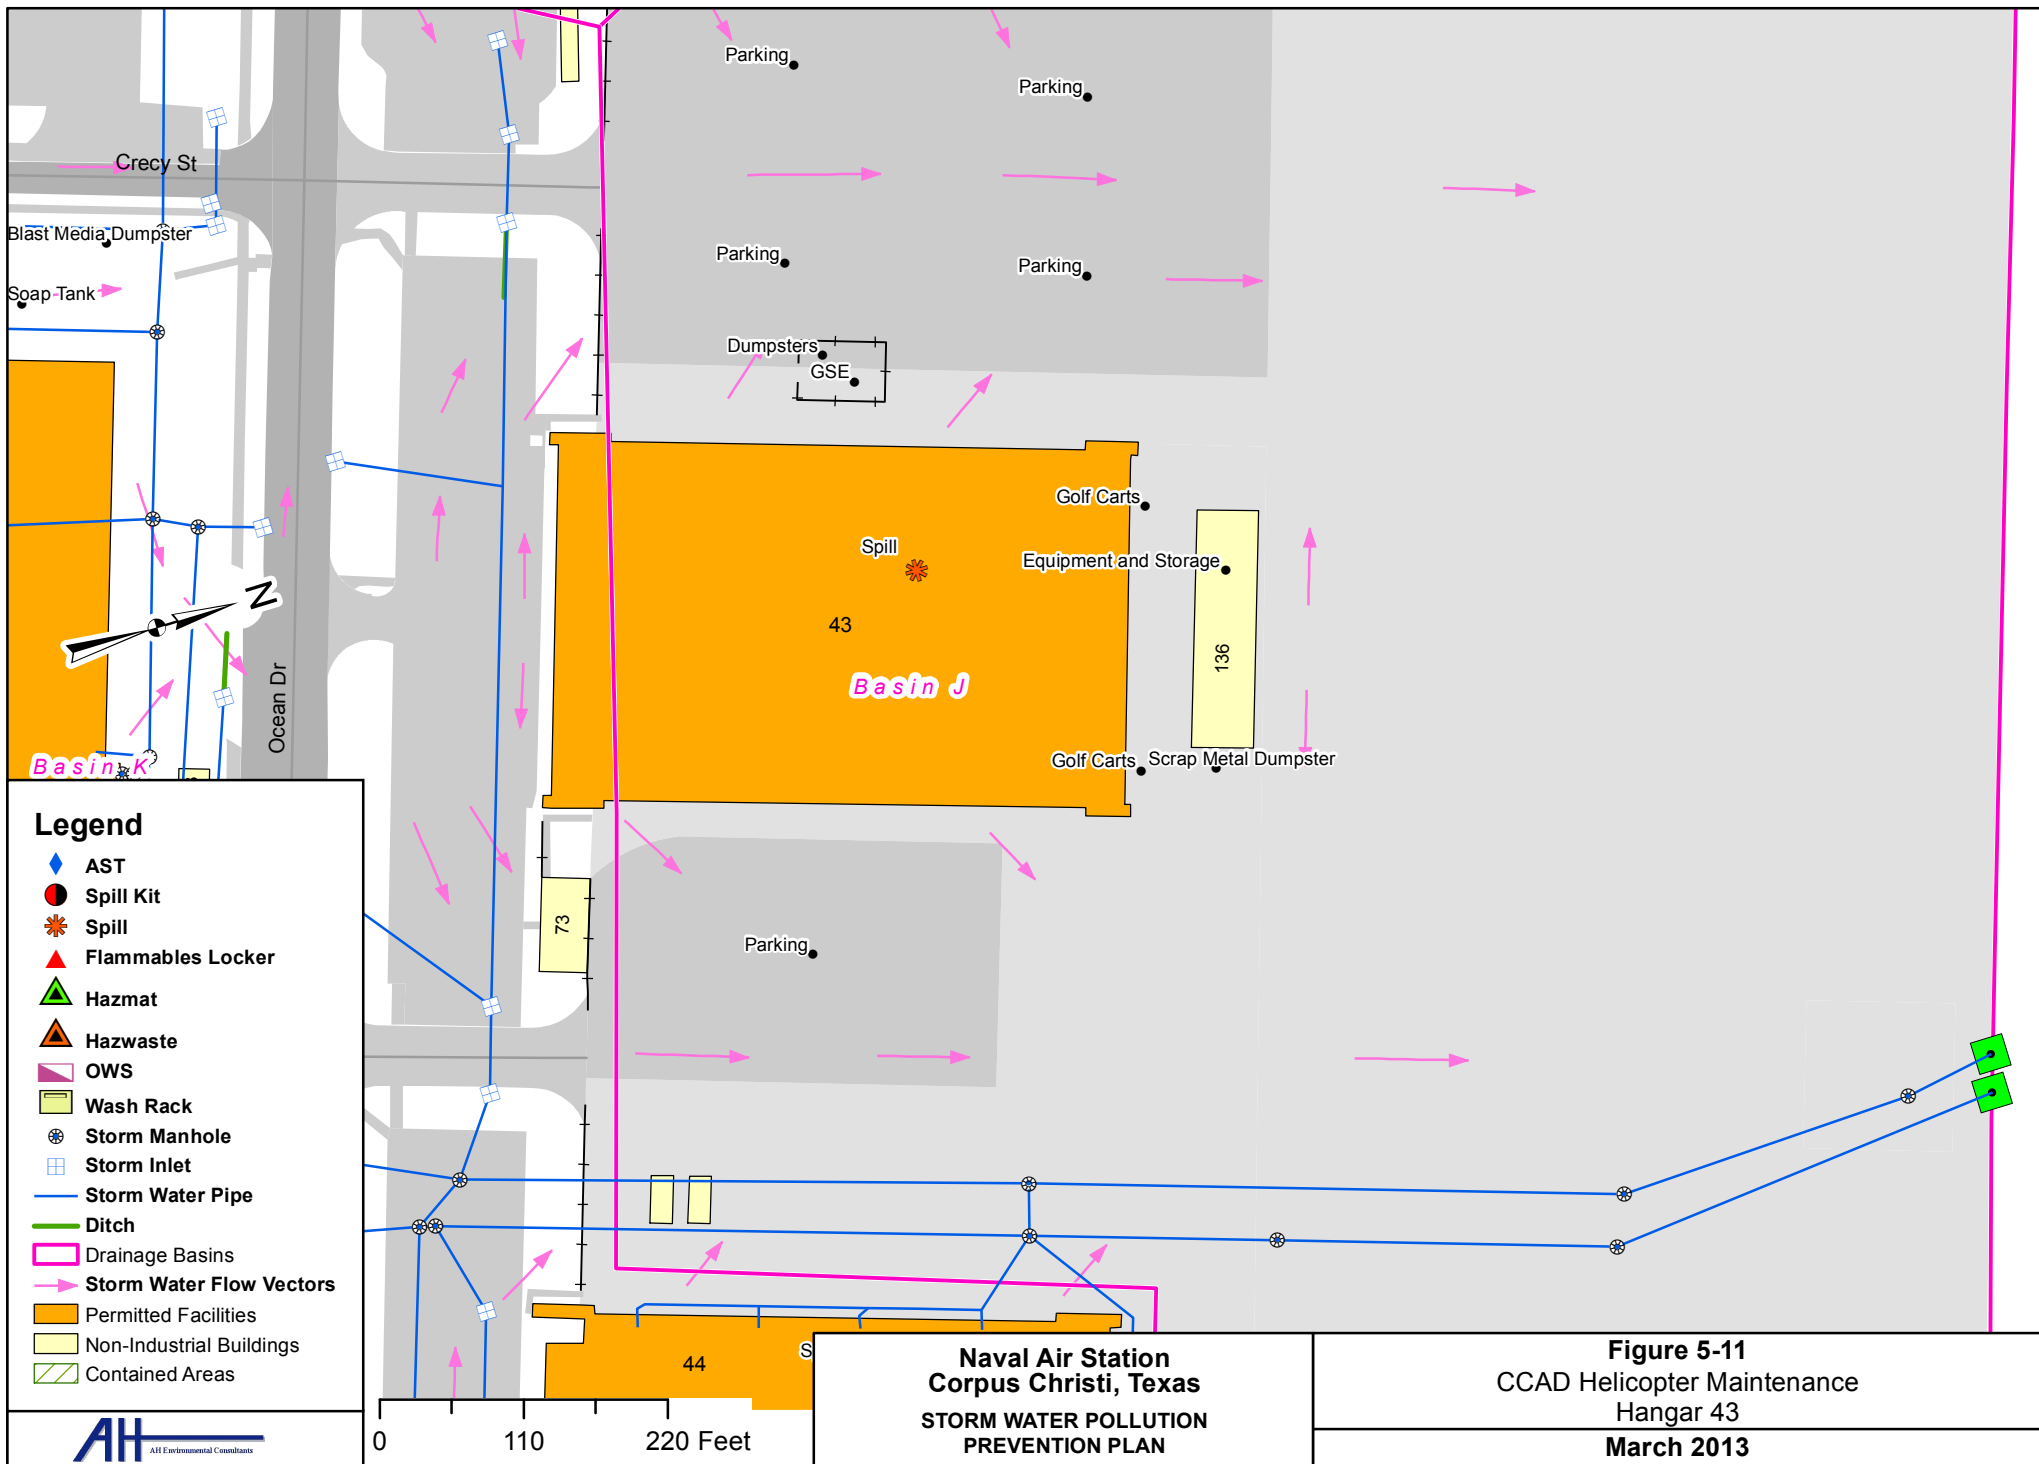 Parking
Parking
Crecy St
Blast Media Dumpster
Parking
Parking
Soap Tank
Dumpsters
GSE
Golf Carts
Spill
Equipment and Storage
N
43
136
Basin J
Ocean Dr
Golf Carts
Scrap Metal Dumpster
Basin K
73
Parking
44
Legend
AST
Spill Kit
Spill
Flammables Locker
Hazmat
Hazwaste
OWS
Wash Rack
Storm Manhole
Storm Inlet
Storm Water Pipe
Ditch
Drainage Basins
Storm Water Flow Vectors
Permitted Facilities
Non-Industrial Buildings
Contained Areas
AH AH Environmental Consultants
0 110 220 Feet
Naval Air Station
Corpus Christi, Texas
STORM WATER POLLUTION
PREVENTION PLAN
Figure 5-11
CCAD Helicopter Maintenance
Hangar 43
March 2013